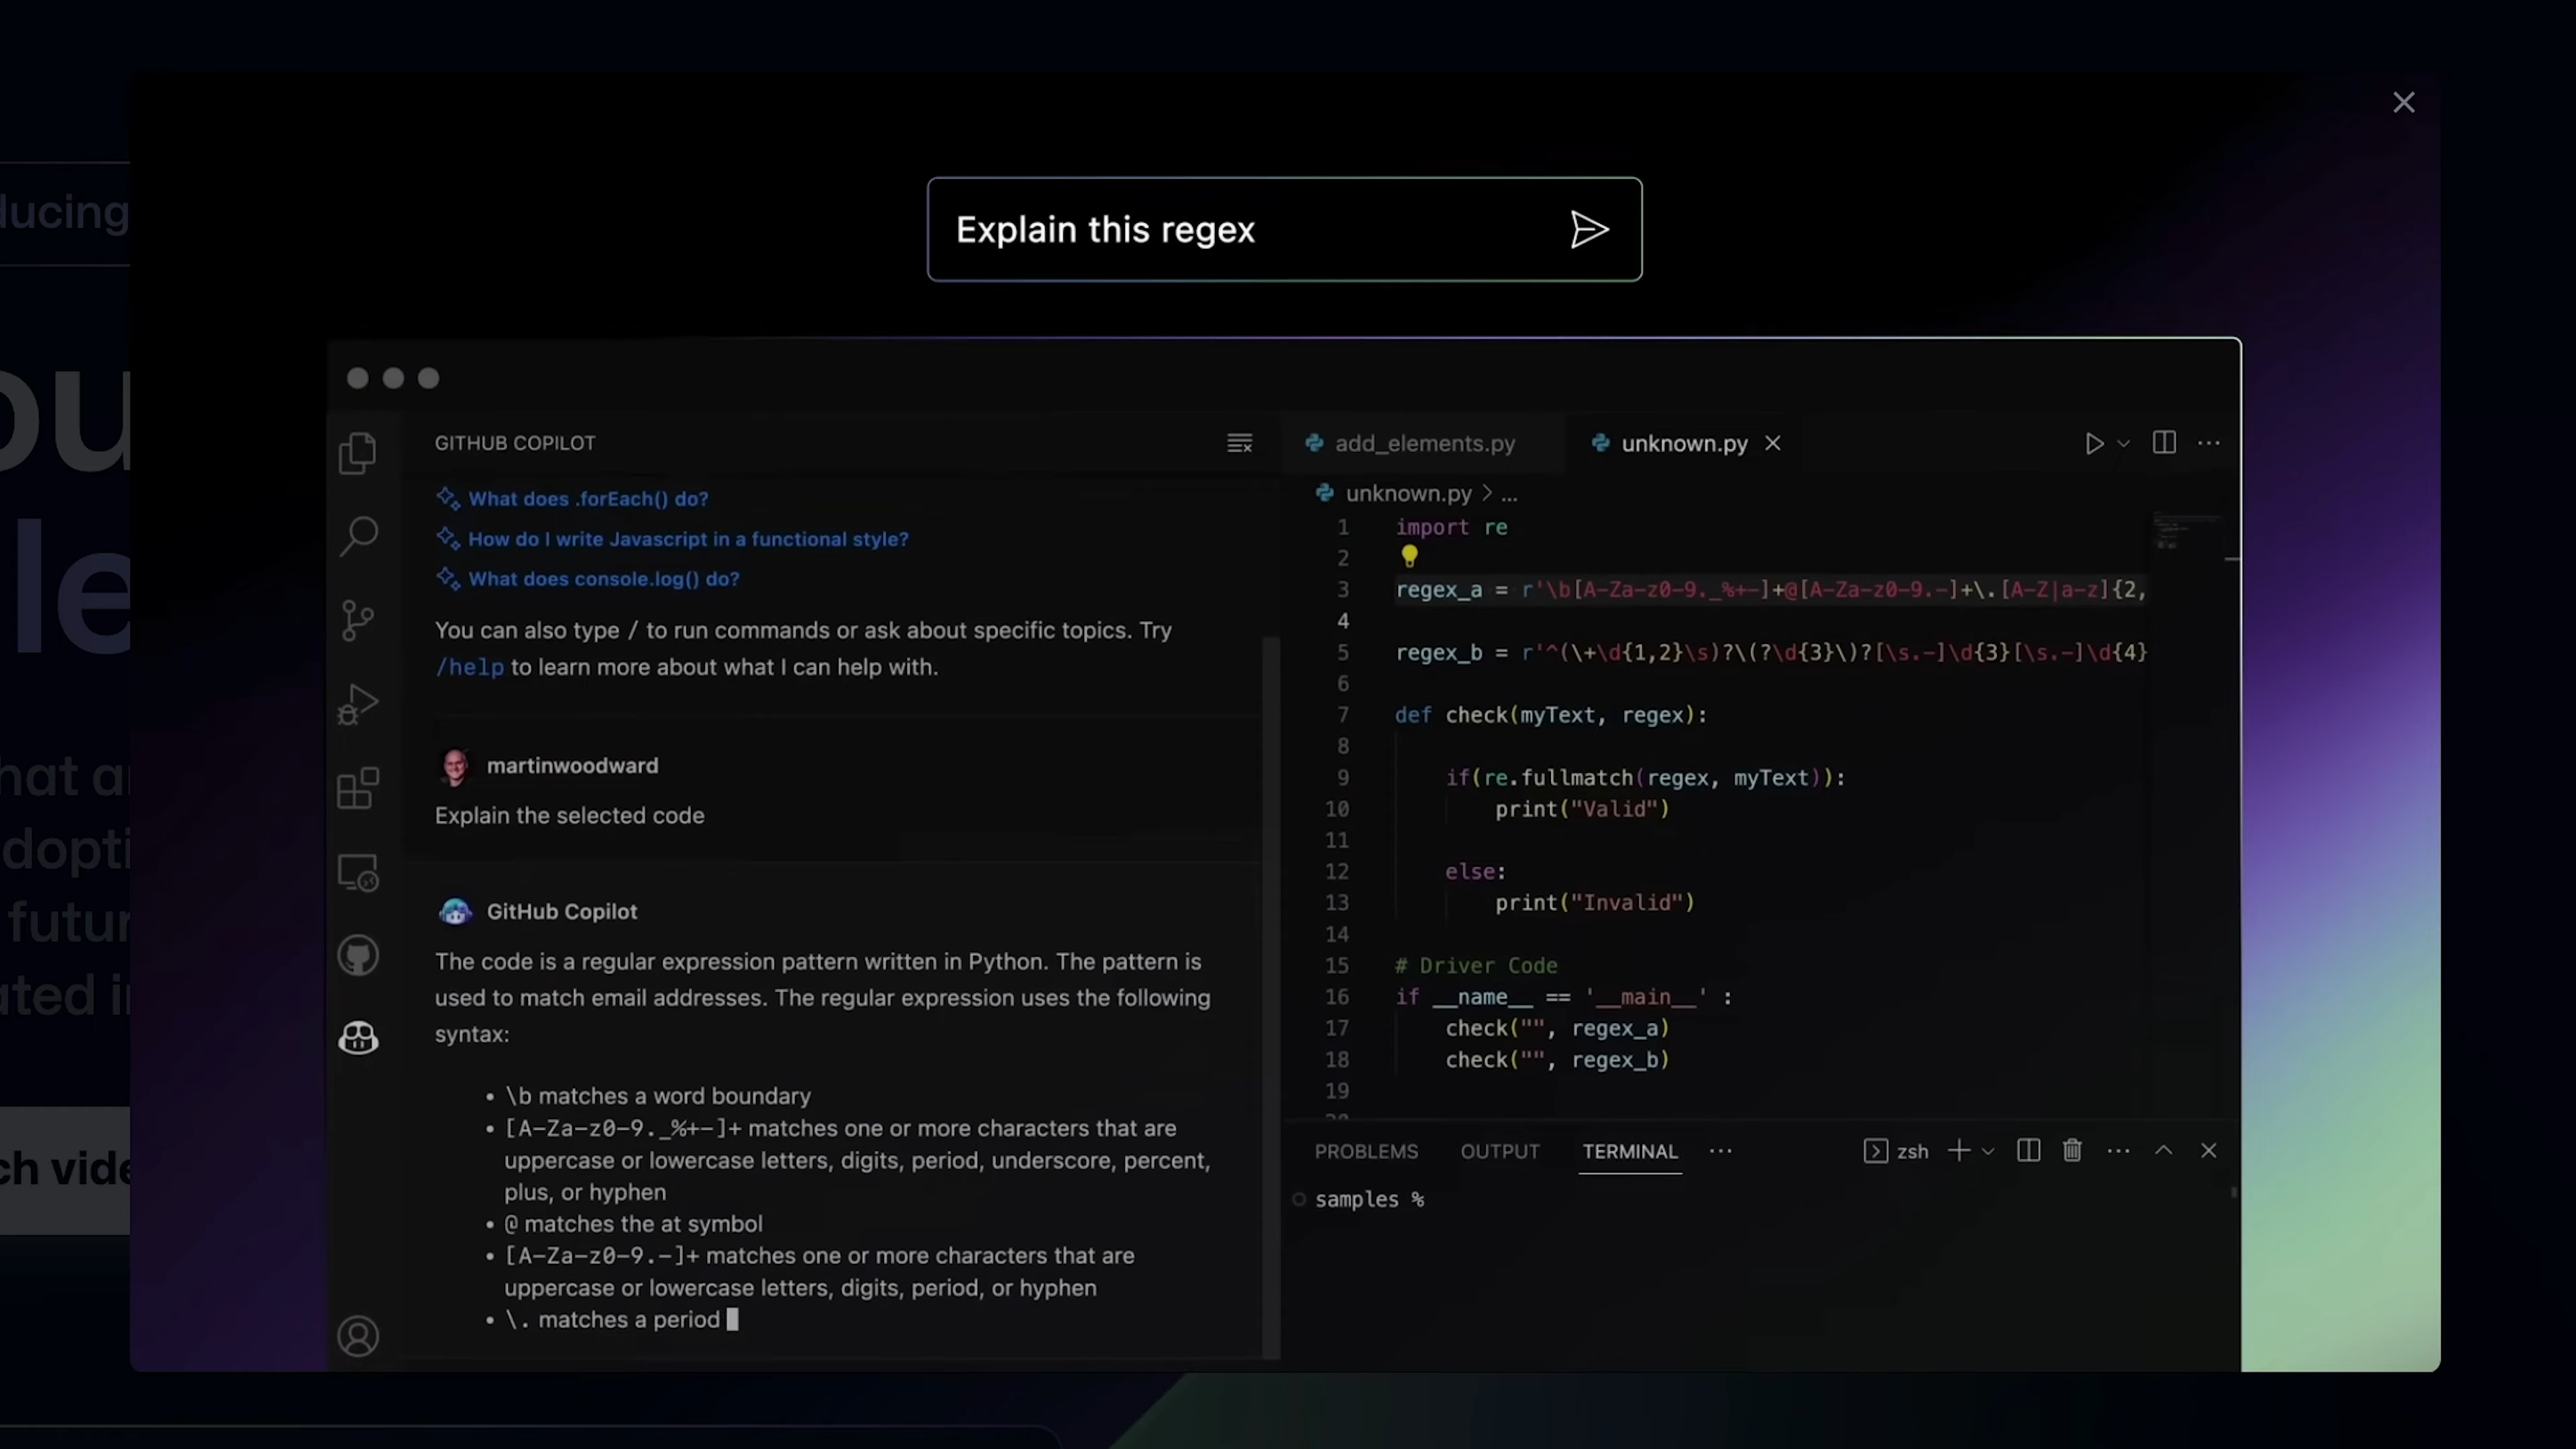 ducing
Explain this regex
ou
le
hat ar
dopti
futur
ated in
ch vide
GITHUB COPILOT
What does .forEach() do?
How do I write Javascript in a functional style?
What does console.log() do?
You can also type / to run commands or ask about specific topics. Try
/help to learn more about what I can help with.
martinwoodward
Explain the selected code
GitHub Copilot
The code is a regular expression pattern written in Python. The pattern is
used to match email addresses. The regular expression uses the following
syntax:
• \b matches a word boundary
• [A-Za-z0-9._%+-]+ matches one or more characters that are
uppercase or lowercase letters, digits, period, underscore, percent,
plus, or hyphen
• @ matches the at symbol
• [A-Za-z0-9.-]+ matches one or more characters that are
uppercase or lowercase letters, digits, period, or hyphen
• \. matches a period
add_elements.py unknown.py
unknown.py > ...
1 import re
2
3 regex_a = r'\b[A-Za-z0-9._%+-]+@[A-Za-z0-9.-]+\.[A-Z|a-z]{2,
4
5 regex_b = r'^(\+\d{1,2}\s)?\(?\d{3}\)?[\s.-]\d{3}[\s.-]\d{4}
6
7 def check(myText, regex):
8
9 if(re.fullmatch(regex, myText)):
10 print("Valid")
11
12 else:
13 print("Invalid")
14
15 # Driver Code
16 if __name__ == '__main__' :
17 check("", regex_a)
18 check("", regex_b)
19
PROBLEMS OUTPUT TERMINAL ... zsh
samples %